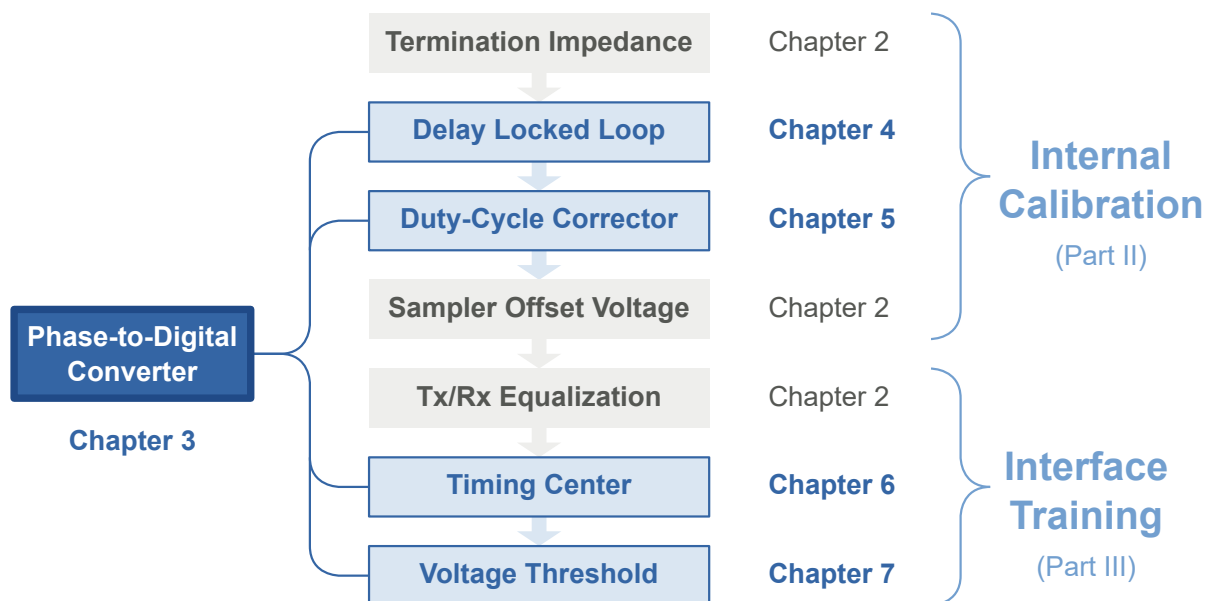 Termination Impedance
Chapter 2
Delay Locked Loop
Chapter 4
Duty-Cycle Corrector
Chapter 5
Sampler Offset Voltage
Chapter 2
Internal
Calibration
(Part II)
Phase-to-Digital
Converter
Chapter 3
Tx/Rx Equalization
Chapter 2
Timing Center
Chapter 6
Voltage Threshold
Chapter 7
Interface
Training
(Part III)